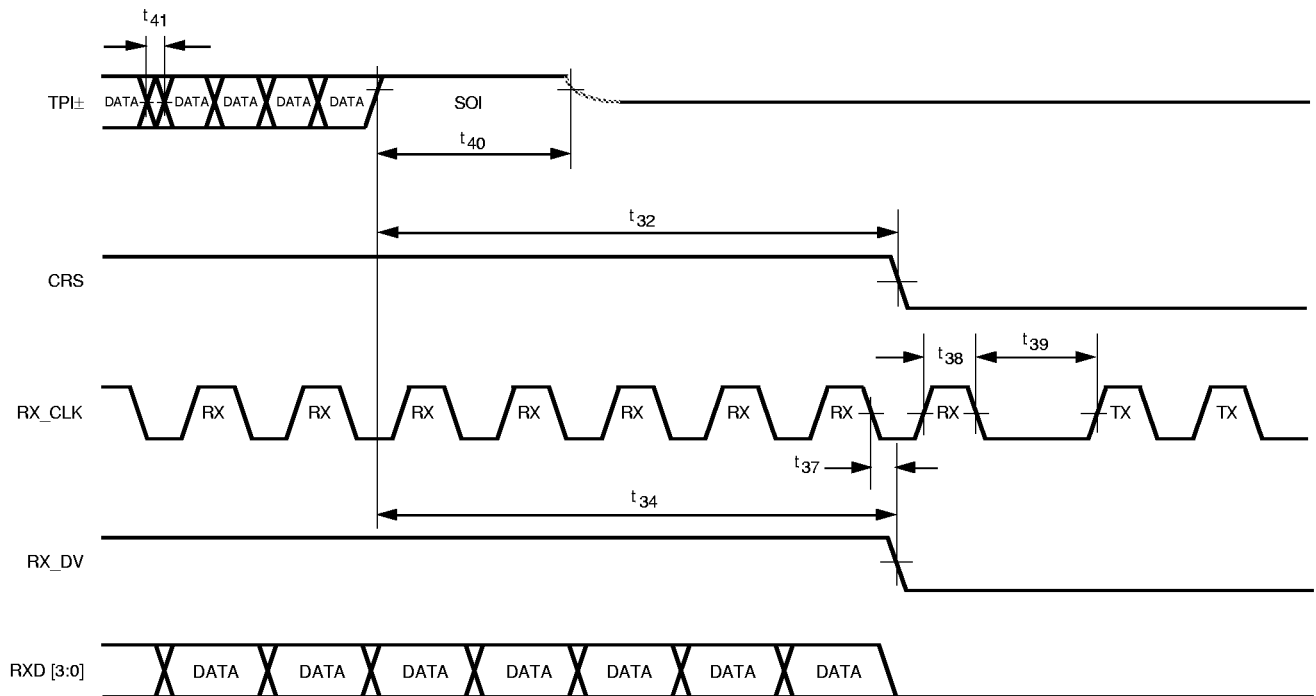 t41
TPI± DATA DATA DATA DATA DATA SOI
t40
t32
CRS
t38 t39
RX_CLK RX RX RX RX RX RX RX RX TX TX
t37
t34
RX_DV
RXD [3:0] DATA DATA DATA DATA DATA DATA DATA